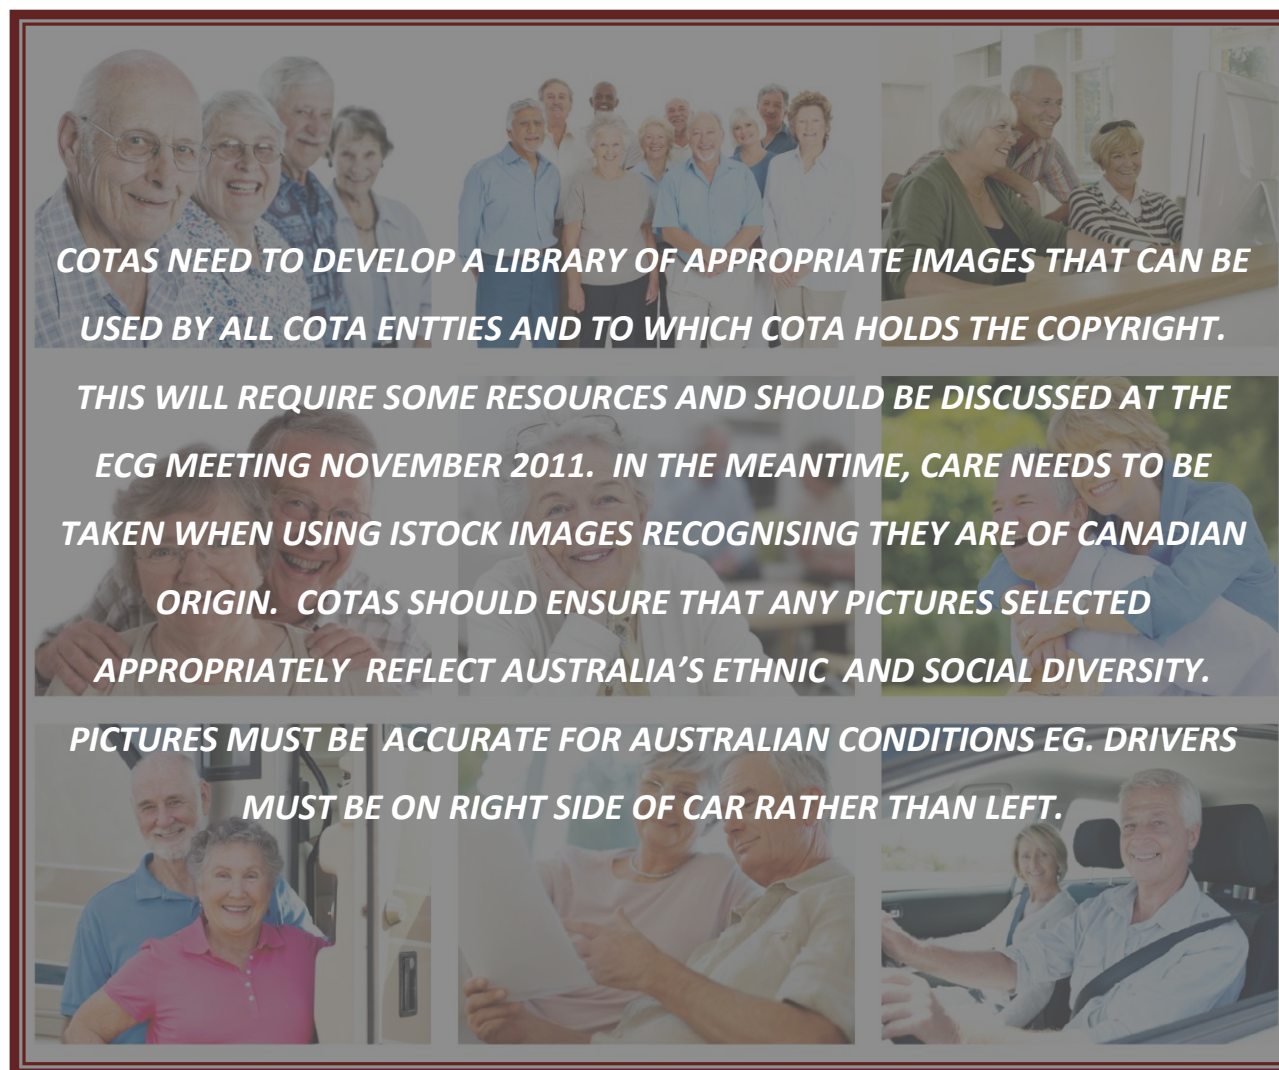 COTAS NEED TO DEVELOP A LIBRARY OF APPROPRIATE IMAGES THAT CAN BE
USED BY ALL COTA ENTTIES AND TO WHICH COTA HOLDS THE COPYRIGHT.
THIS WILL REQUIRE SOME RESOURCES AND SHOULD BE DISCUSSED AT THE
ECG MEETING NOVEMBER 2011.  IN THE MEANTIME, CARE NEEDS TO BE
TAKEN WHEN USING ISTOCK IMAGES RECOGNISING THEY ARE OF CANADIAN
ORIGIN.  COTAS SHOULD ENSURE THAT ANY PICTURES SELECTED
APPROPRIATELY  REFLECT AUSTRALIA’S ETHNIC  AND SOCIAL DIVERSITY.
PICTURES MUST BE  ACCURATE FOR AUSTRALIAN CONDITIONS EG. DRIVERS
MUST BE ON RIGHT SIDE OF CAR RATHER THAN LEFT.